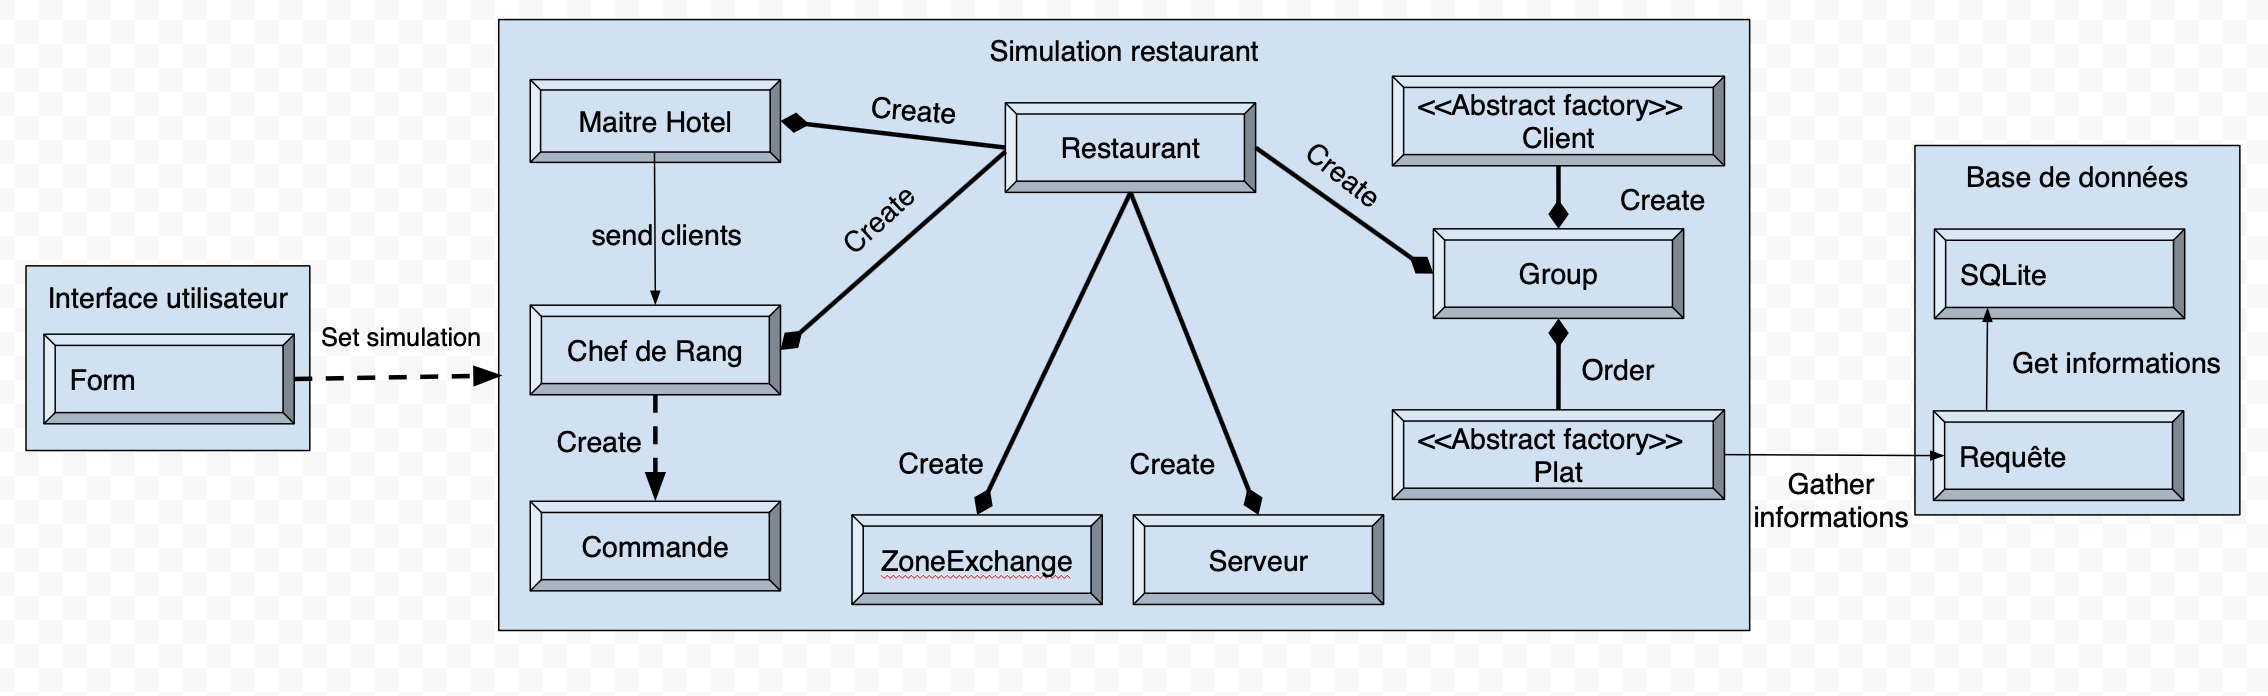 Simulation restaurant
Maitre Hotel
Create
Restaurant
<<Abstract factory>>
Client
Create
Create
Create
send clients
Group
Base de données
SQLite
Interface utilisateur
Form
Set simulation
Chef de Rang
Order
Get informations
Create
Create
Create
<<Abstract factory>>
Plat
Requête
Gather
informations
Commande
ZoneExchange
Serveur